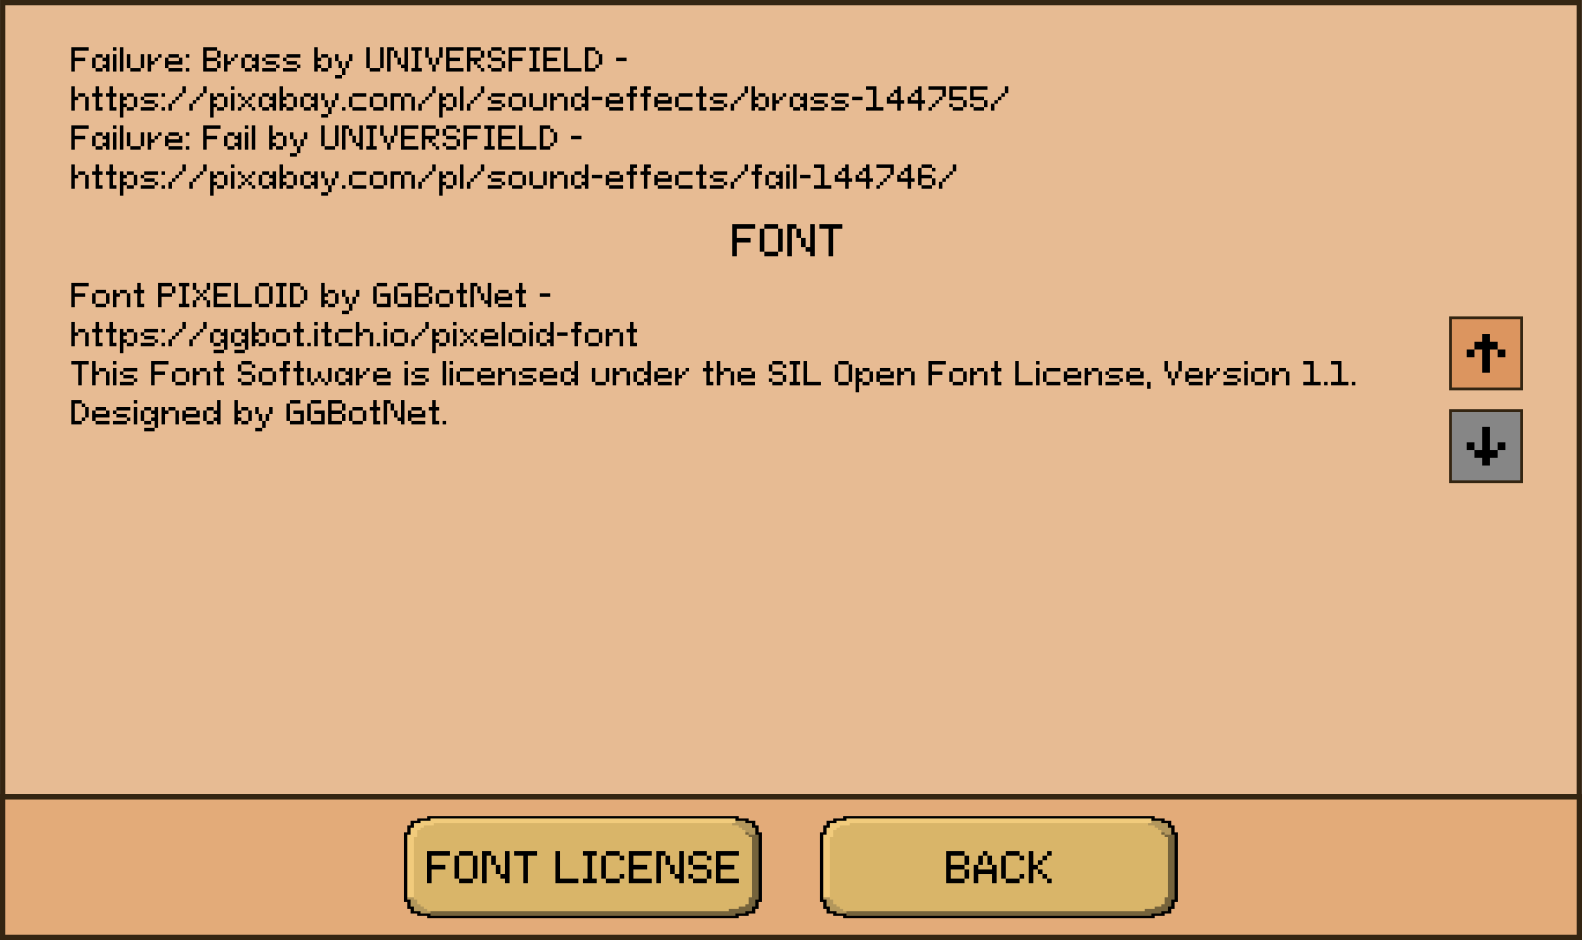 Failure: Brass by UNIVERSFIELD -
https://pixabay.com/pl/sound-effects/brass-144755/
Failure: Fail by UNIVERSFIELD -
https://pixabay.com/pl/sound-effects/fail-144746/
FONT
Font PIXELOID by GGBotNet -
https://ggbot.itch.io/pixeloid-font
This Font Software is licensed under the SIL Open Font License, Version 1.1.
Designed by GGBotNet.
FONT LICENSE
BACK